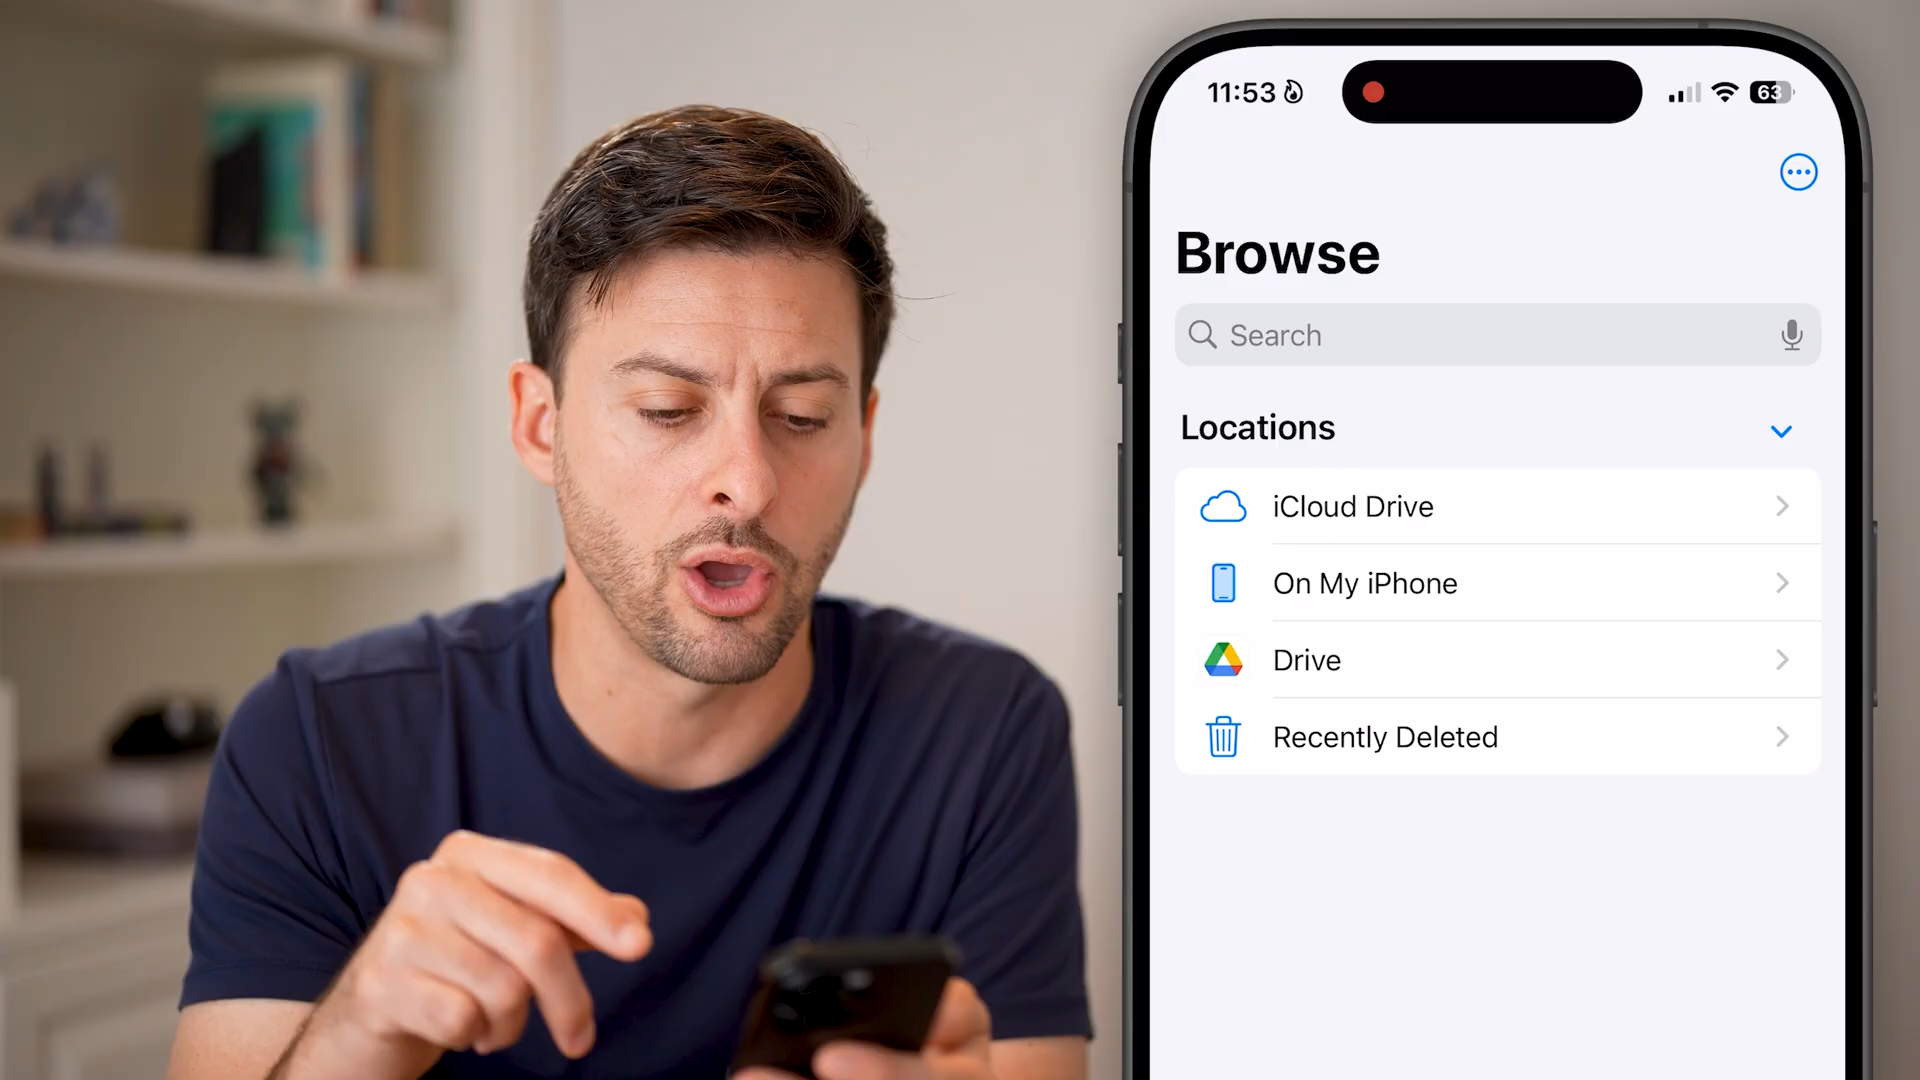 11:53
63
Browse
Search
Locations
iCloud Drive
On My iPhone
Drive
Recently Deleted